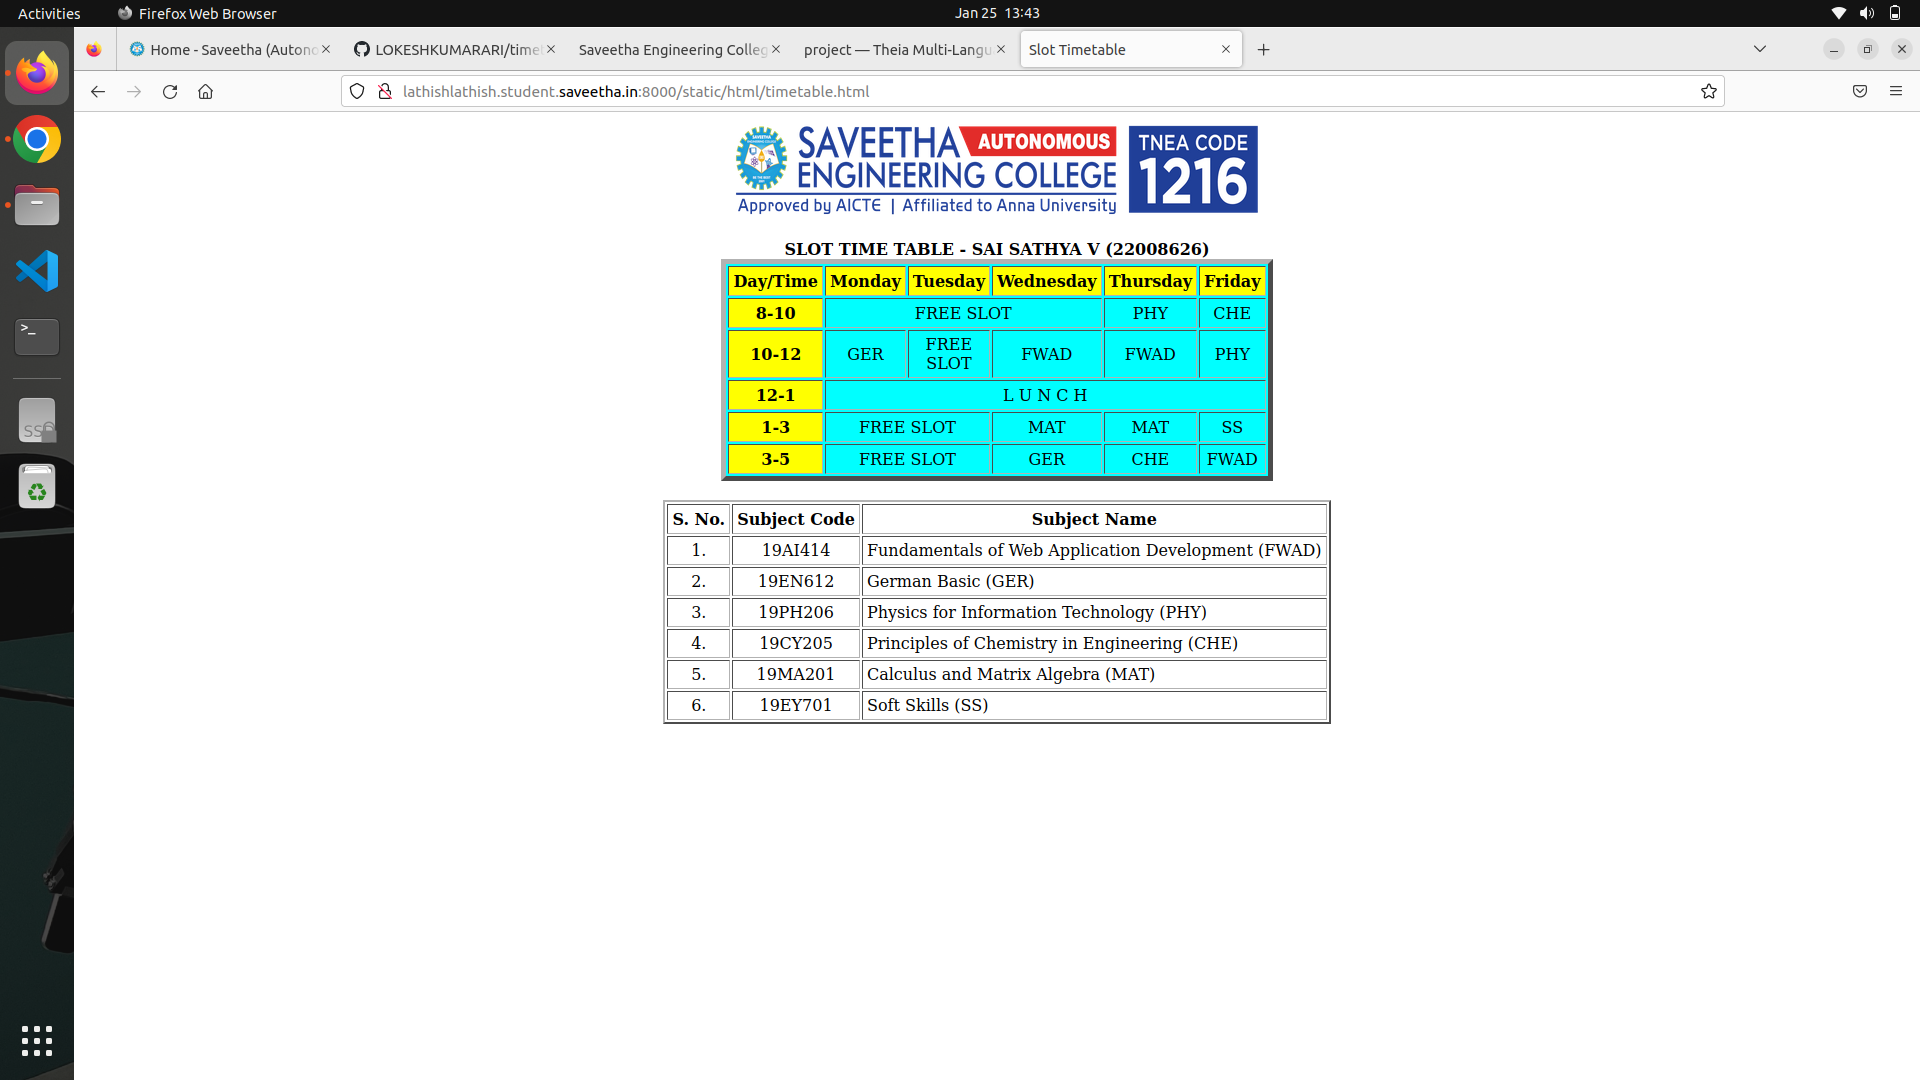 Activities Firefox Web Browser Jan 25 13:43
Home - Saveetha (Autono LOKESHKUMARARI/timet Saveetha Engineering Colleg project — Theia Multi-Langu Slot Timetable
lathishlathish.student.saveetha.in:8000/static/html/timetable.html
SAVEETHA AUTONOMOUS
ENGINEERING COLLEGE
Approved by AICTE | Affiliated to Anna University
TNEA CODE
1216
SLOT TIME TABLE - SAI SATHYA V (22008626)
Day/Time Monday Tuesday Wednesday Thursday Friday
8-10 FREE SLOT PHY CHE
10-12 GER FREE SLOT FWAD FWAD PHY
12-1 L U N C H
1-3 FREE SLOT MAT MAT SS
3-5 FREE SLOT GER CHE FWAD
S. No. Subject Code Subject Name
1. 19AI414 Fundamentals of Web Application Development (FWAD)
2. 19EN612 German Basic (GER)
3. 19PH206 Physics for Information Technology (PHY)
4. 19CY205 Principles of Chemistry in Engineering (CHE)
5. 19MA201 Calculus and Matrix Algebra (MAT)
6. 19EY701 Soft Skills (SS)
>_